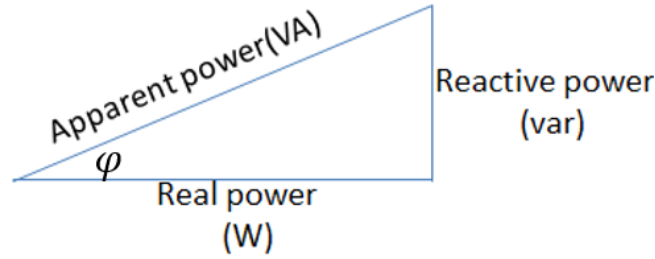 Apparent power(VA)
Reactive power
(var)
φ
Real power
(W)